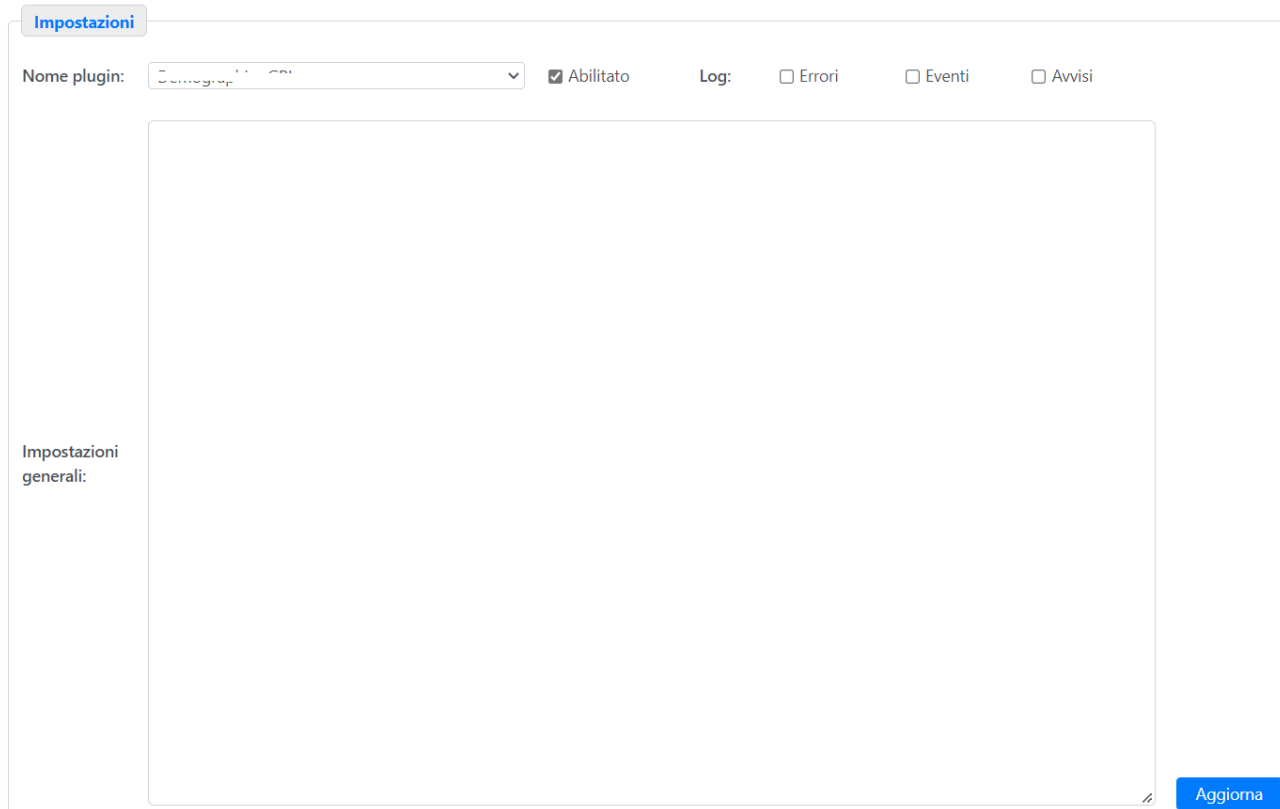 Impostazioni
Nome plugin: Abilitato Log: Errori Eventi Avvisi
Impostazioni
generali:
Aggiorna